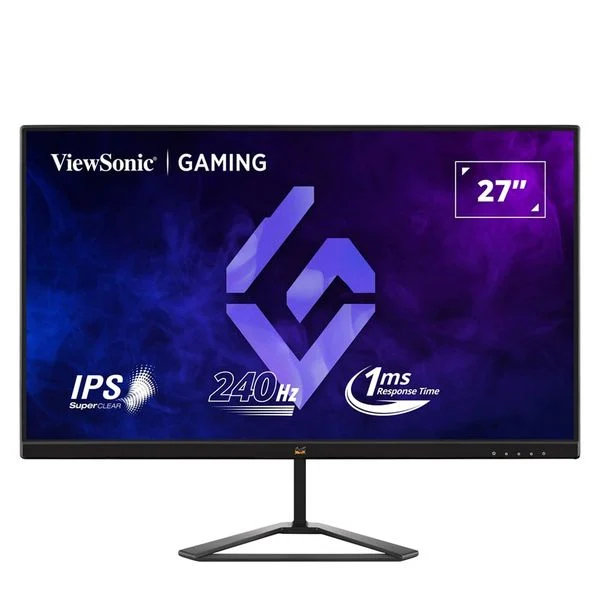 ViewSonic® | GAMING
27"
IPS
SuperCLEAR
240Hz
1ms
Response Time